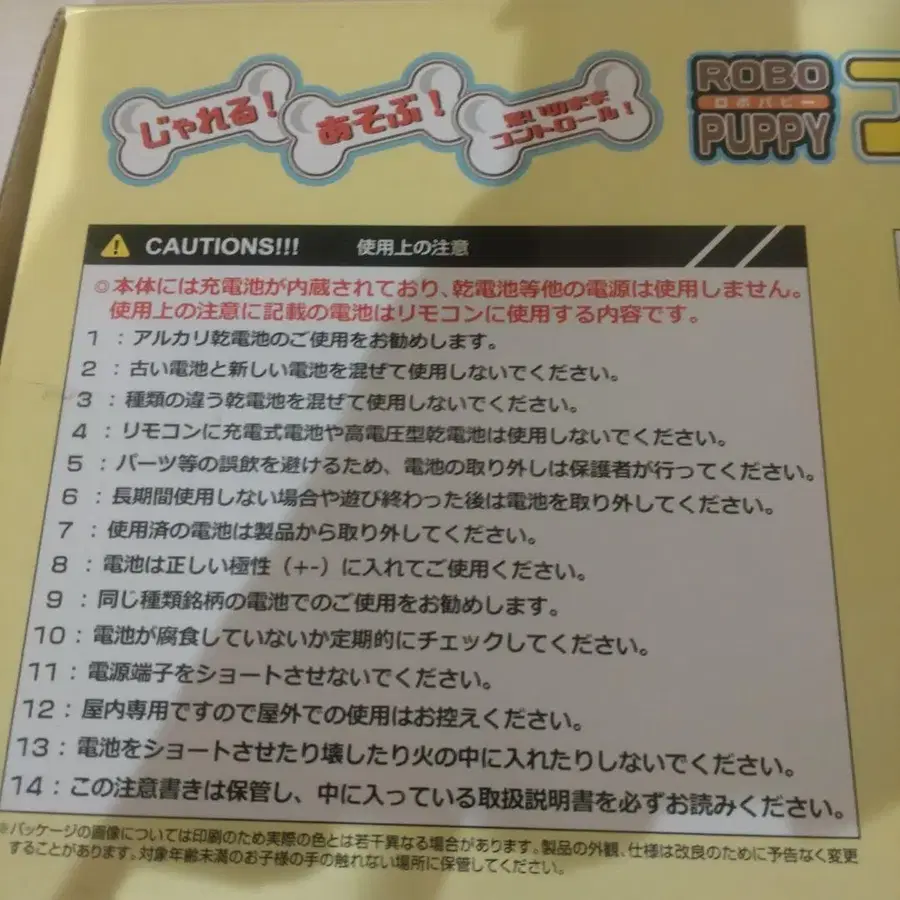 じゃれる!
あそぶ!
思いのまま
コントロール!
ROBO
ロボパピー
PUPPY
CAUTIONS!!! 使用上の注意
◎本体には充電池が内蔵されており、乾電池等他の電源は使用しません。
使用上の注意に記載の電池はリモコンに使用する内容です。
1 : アルカリ乾電池のご使用をお勧めします。
2 : 古い電池と新しい電池を混ぜて使用しないでください。
3 : 種類の違う乾電池を混ぜて使用しないでください。
4 : リモコンに充電式電池や高電圧型乾電池は使用しないでください。
5 : パーツ等の誤飲を避けるため、電池の取り外しは保護者が行ってください。
6 : 長期間使用しない場合や遊び終わった後は電池を取り外してください。
7 : 使用済の電池は製品から取り外してください。
8 : 電池は正しい極性(+-)に入れてご使用ください。
9 : 同じ種類銘柄の電池でのご使用をお勧めします。
10 : 電池が腐食していないか定期的にチェックしてください。
11 : 電源端子をショートさせないでください。
12 : 屋内専用ですので屋外での使用はお控えください。
13 : 電池をショートさせたり壊したり火の中に入れたりしないでください。
14 : この注意書きは保管し、中に入っている取扱説明書を必ずお読みください。
※パッケージの画像については印刷のため実際の色とは若干異なる場合があります。製品の外観、仕様は改良のために予告なく変更
することがあります。対象年齢未満のお子様の手の触れない場所に保管してください。